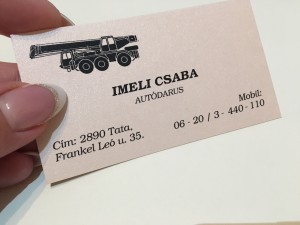 IMELI CSABA
AUTÓDARUS
Mobil:
06 - 20 / 3 - 440 - 110
Cím: 2890 Tata,
Frankel Leó u. 35.